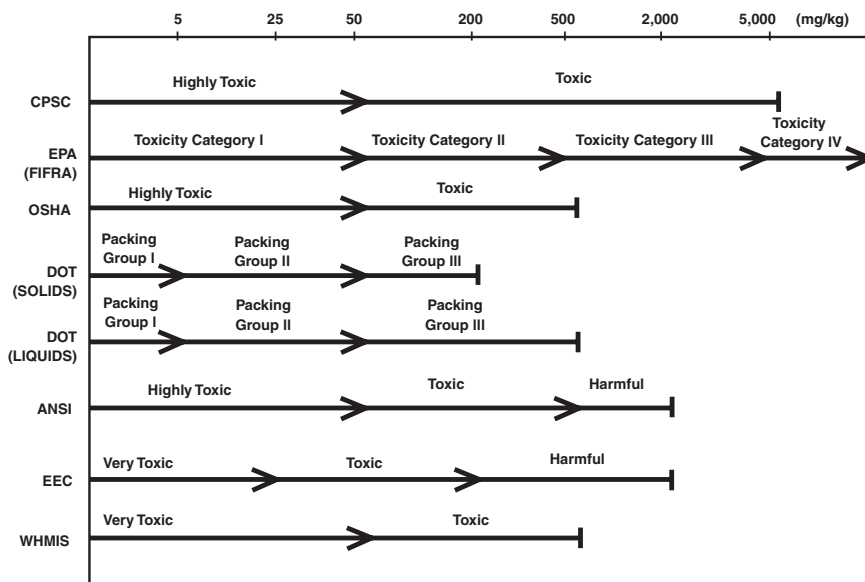 5 25 50 200 500 2,000 5,000 (mg/kg)
Highly Toxic Toxic
CPSC
Toxicity
Toxicity Category I Toxicity Category II Toxicity Category III Category IV
EPA
(FIFRA)
Highly Toxic Toxic
OSHA
Packing Packing Packing
Group I Group II Group III
DOT
(SOLIDS)
Packing Packing Packing
Group I Group II Group III
DOT
(LIQUIDS)
Highly Toxic Toxic Harmful
ANSI
Very Toxic Toxic Harmful
EEC
Very Toxic Toxic
WHMIS